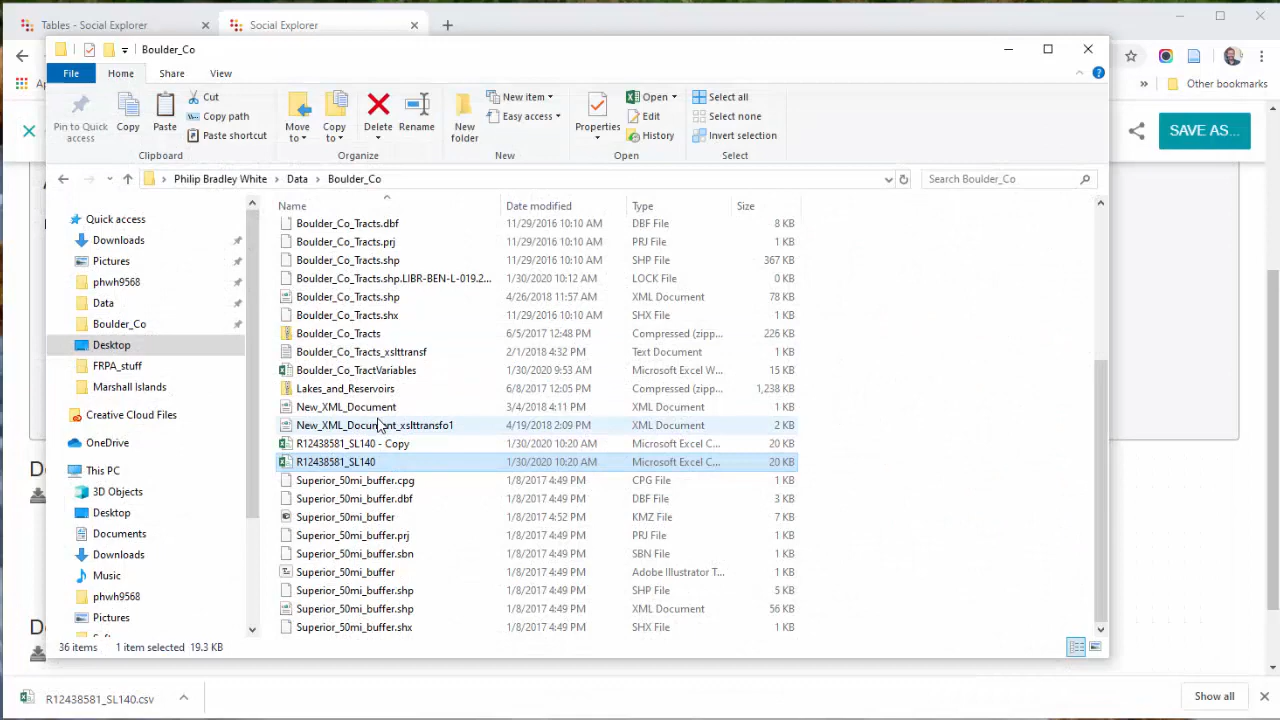 Tables - Social Explorer
Social Explorer
Boulder_Co
File
Home
Share
View
Other bookmarks
Pin to Quick access
Copy
Paste
Cut
Copy path
Paste shortcut
Clipboard
Move to
Copy to
Delete
Rename
Organize
New folder
New item
Easy access
New
Properties
Open
Edit
History
Open
Select all
Select none
Invert selection
Select
SAVE AS...
Philip Bradley White > Data > Boulder_Co
Search Boulder_Co
Name Date modified Type Size
Boulder_Co_Tracts.dbf 11/29/2016 10:10 AM DBF File 8 KB
Boulder_Co_Tracts.prj 11/29/2016 10:10 AM PRJ File 1 KB
Boulder_Co_Tracts.shp 11/29/2016 10:10 AM SHP File 367 KB
Boulder_Co_Tracts.shp.LIBR-BEN-L-019.2... 1/30/2020 10:12 AM LOCK File 0 KB
Boulder_Co_Tracts.shp 4/26/2018 11:57 AM XML Document 78 KB
Boulder_Co_Tracts.shx 11/29/2016 10:10 AM SHX File 1 KB
Boulder_Co_Tracts 6/5/2017 12:48 PM Compressed (zipp... 226 KB
Boulder_Co_Tracts_xslttransf 2/1/2018 4:32 PM Text Document 7 KB
Boulder_Co_TractVariables 1/30/2020 9:53 AM Microsoft Excel W... 15 KB
Lakes_and_Reservoirs 6/8/2017 12:05 PM Compressed (zipp... 1,238 KB
New_XML_Document 3/4/2018 4:11 PM XML Document 1 KB
New_XML_Document_xslttransfo1 4/19/2018 2:09 PM XML Document 2 KB
R12438581_SL140 - Copy 1/30/2020 10:20 AM Microsoft Excel C... 20 KB
R12438581_SL140 1/30/2020 10:20 AM Microsoft Excel C... 20 KB
Superior_50mi_buffer.cpg 1/8/2017 4:49 PM CPG File 1 KB
Superior_50mi_buffer.dbf 1/8/2017 4:49 PM DBF File 3 KB
Superior_50mi_buffer 1/8/2017 4:52 PM KMZ File 7 KB
Superior_50mi_buffer.prj 1/8/2017 4:49 PM PRJ File 1 KB
Superior_50mi_buffer.sbn 1/8/2017 4:49 PM SBN File 1 KB
Superior_50mi_buffer 1/8/2017 4:49 PM Adobe Illustrator T... 1 KB
Superior_50mi_buffer.shp 1/8/2017 4:49 PM SHP File 5 KB
Superior_50mi_buffer.shp 1/8/2017 4:49 PM XML Document 56 KB
Superior_50mi_buffer.shx 1/8/2017 4:49 PM SHX File 1 KB
Quick access
Downloads
Pictures
phwh9568
Data
Boulder_Co
Desktop
FRPA_stuff
Marshall Islands
Creative Cloud Files
OneDrive
This PC
3D Objects
Desktop
Documents
Downloads
Music
phwh9568
Pictures
36 items 1 item selected 19.3 KB
R12438581_SL140.csv
Show all